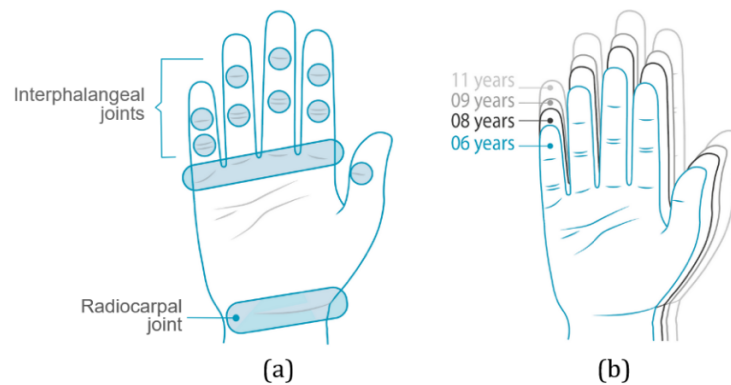 Interphalangeal
joints
Radiocarpal
joint
(a)
11 years
09 years
08 years
06 years
(b)